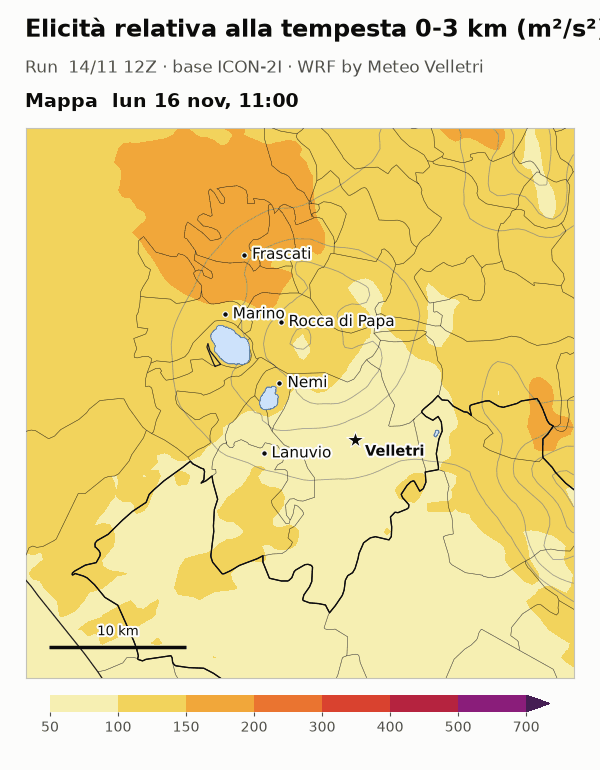 Elicità relativa alla tempesta 0-3 km (m²/s²)
Run 14/11 12Z · base ICON-2I · WRF by Meteo Velletri
Mappa lun 16 nov, 11:00
Frascati
Marino
Rocca di Papa
Nemi
Velletri
Lanuvio
10 km
50 100 150 200 300 400 500 700